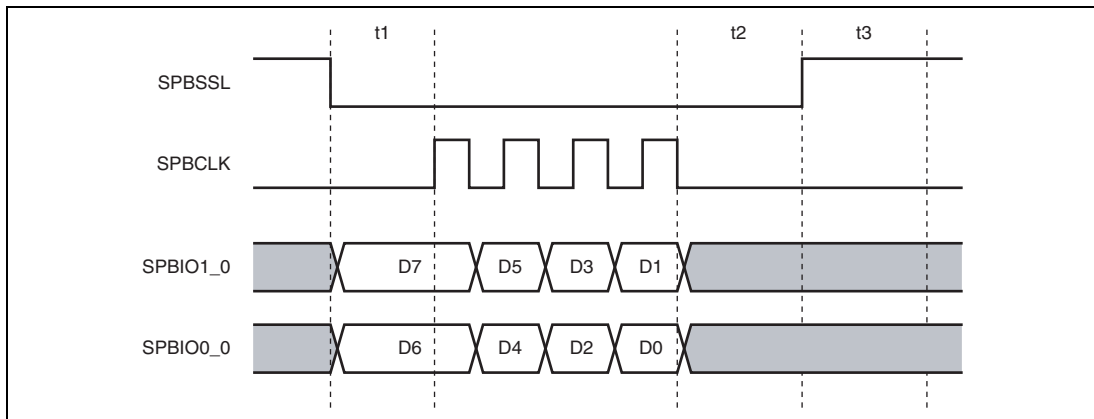 t1 t2 t3
SPBSSL
SPBCLK
SPBIO1_0 D7 D5 D3 D1
SPBIO0_0 D6 D4 D2 D0